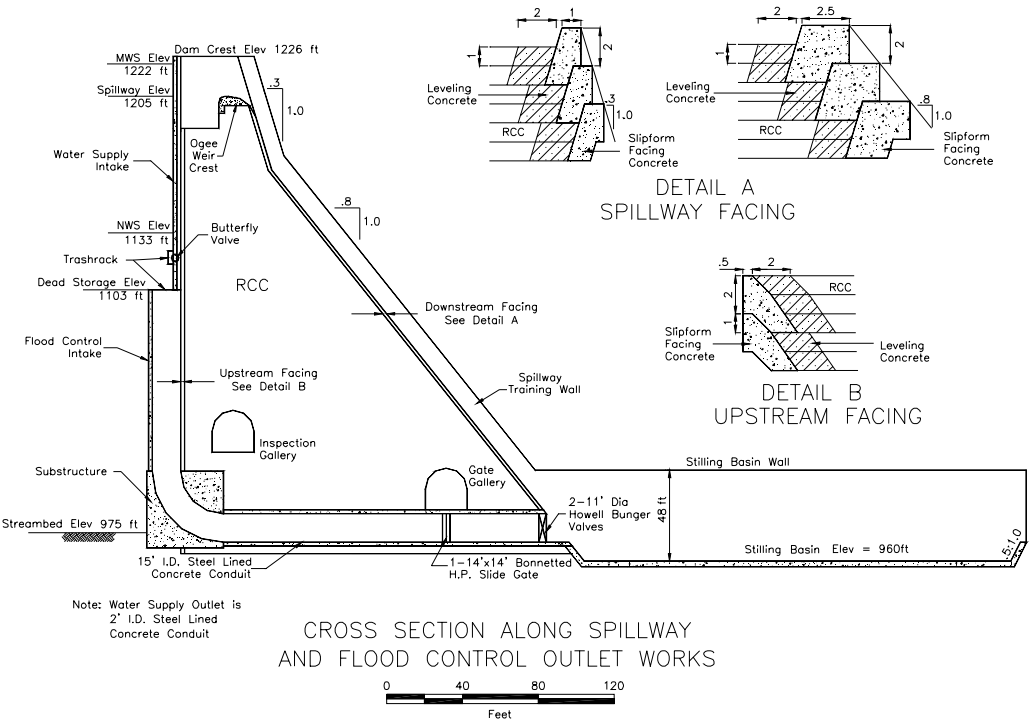 Dam Crest Elev 1226 ft
MWS Elev
1222 ft
Spillway Elev
1205 ft
.3
1.0
Ogee
Weir
Crest
Water Supply
Intake
.8
1.0
NWS Elev
1133 ft
Butterfly
Valve
Trashrack
Dead Storage Elev
1103 ft
RCC
Downstream Facing
See Detail A
Flood Control
Intake
Upstream Facing
See Detail B
Spillway
Training Wall
Inspection
Gallery
Gate
Gallery
Substructure
Streambed Elev 975 ft
2-11' Dia
Howell Bunger
Valves
Stilling Basin Wall
48 ft
Stilling Basin Elev = 960ft
.5:1.0
15' I.D. Steel Lined
Concrete Conduit
1-14'x14' Bonnetted
H.P. Slide Gate
Note: Water Supply Outlet is
2' I.D. Steel Lined
Concrete Conduit
2
1
1
2
Leveling
Concrete
.3
1.0
RCC
Slipform
Facing
Concrete
2
2.5
1
2
Leveling
Concrete
.8
1.0
RCC
Slipform
Facing
Concrete
DETAIL A
SPILLWAY FACING
.5
2
2
1
RCC
Slipform
Facing
Concrete
Leveling
Concrete
DETAIL B
UPSTREAM FACING
CROSS SECTION ALONG SPILLWAY
AND FLOOD CONTROL OUTLET WORKS
0 40 80 120
Feet